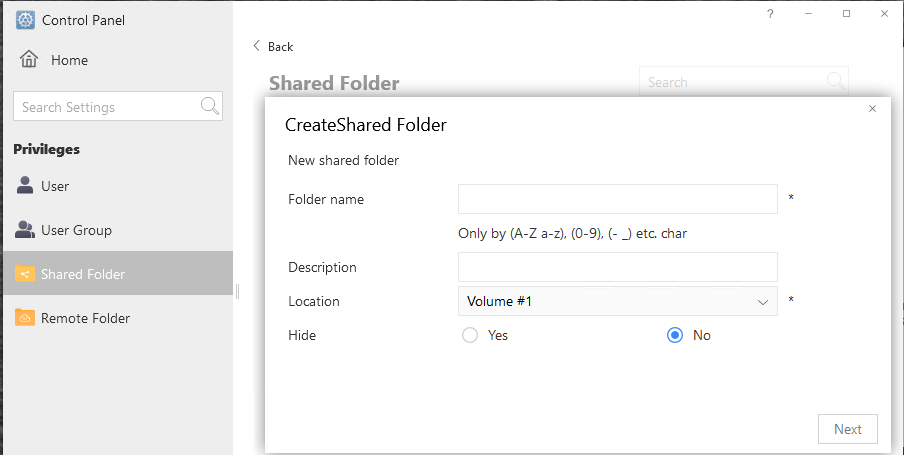 Control Panel
?
Home
Back
Search Settings
Shared Folder
Search
Privileges
User
User Group
Shared Folder
Remote Folder
CreateShared Folder
New shared folder
Folder name *
Only by (A-Z a-z), (0-9), (- _) etc. char
Description
Location Volume #1 *
Hide Yes No
Next